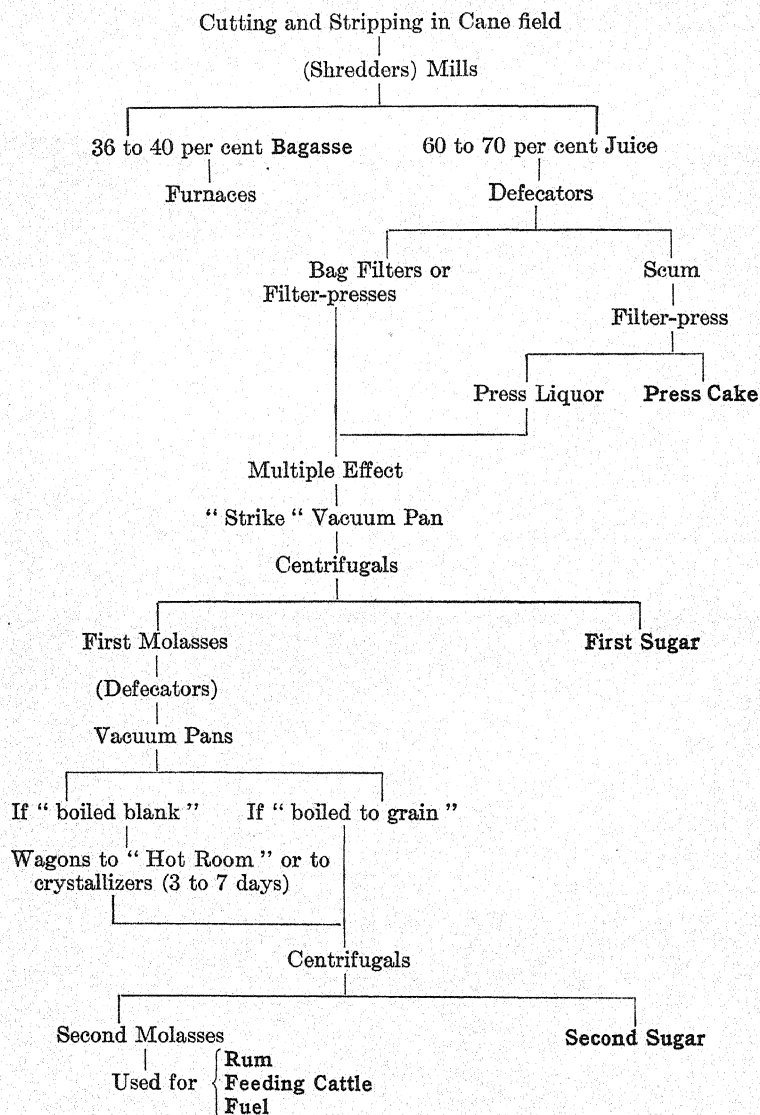 Cutting and Stripping in Cane field
(Shredders) Mills
36 to 40 per cent Bagasse
60 to 70 per cent Juice
Furnaces
Defecators
Bag Filters or
Filter-presses
Scum
Filter-press
Press Liquor
Press Cake
Multiple Effect
“ Strike “ Vacuum Pan
Centrifugals
First Molasses
First Sugar
(Defecators)
Vacuum Pans
If “ boiled blank ”
If “ boiled to grain ”
Wagons to “ Hot Room ” or to
crystallizers (3 to 7 days)
Centrifugals
Second Molasses
Second Sugar
Used for { Rum
Feeding Cattle
Fuel